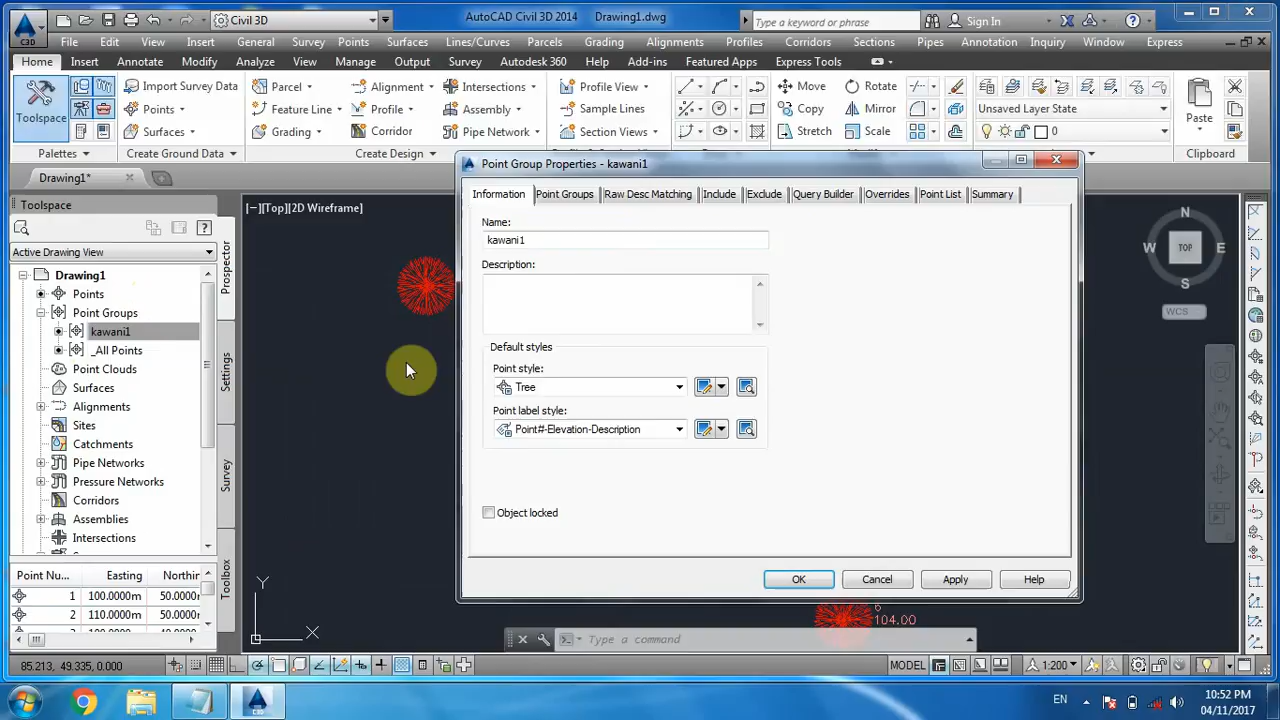 Civil 3D
AutoCAD Civil 3D 2014 Drawing1.dwg
Type a keyword or phrase
Sign In
C3D
File Edit View Insert General Survey Points Surfaces Lines/Curves Parcels Grading Alignments Profiles Corridors Sections Pipes Annotation Inquiry Window Express
Home Insert Annotate Modify Analyze View Manage Output Survey Autodesk 360 Help Add-ins Featured Apps Express Tools
Toolspace
Import Survey Data
Points
Surfaces
Parcel
Feature Line
Grading
Alignment
Profile
Corridor
Intersections
Assembly
Pipe Network
Profile View
Sample Lines
Section Views
Move
Copy
Stretch
Rotate
Mirror
Scale
Unsaved Layer State
0
Paste
Palettes
Create Ground Data
Create Design
Clipboard
Drawing1*
Toolspace
Active Drawing View
Drawing1
Points
Point Groups
kawani1
_All Points
Point Clouds
Surfaces
Alignments
Sites
Catchments
Pipe Networks
Pressure Networks
Corridors
Assemblies
Intersections
Prospector
Settings
Survey
Toolbox
Point Nu... Easting Northin
1 100.0000m 50.0000m
2 110.0000m 50.0000m
[−][Top][2D Wireframe]
Point Group Properties - kawani1
Information Point Groups Raw Desc Matching Include Exclude Query Builder Overrides Point List Summary
Name:
kawani1
Description:
Default styles
Point style:
Tree
Point label style:
Point#-Elevation-Description
Object locked
OK Cancel Apply Help
N
W TOP E
S
WCS
Y
X
6
104.00
Type a command
85.213, 49.335, 0.000
MODEL
1:200
EN
10:52 PM
04/11/2017